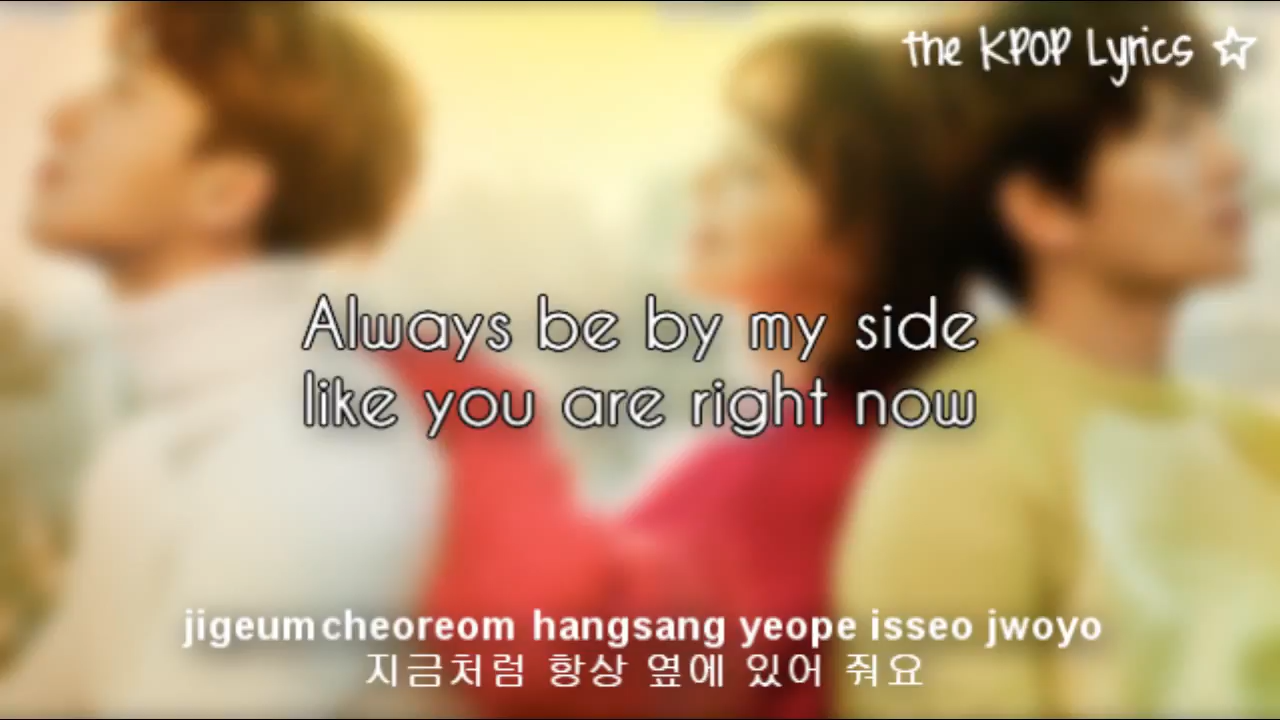 the KPOP Lyrics ☆
Always be by my side
like you are right now
jigeumcheoreom hangsang yeope isseo jwoyo
지금처럼 항상 옆에 있어 줘요